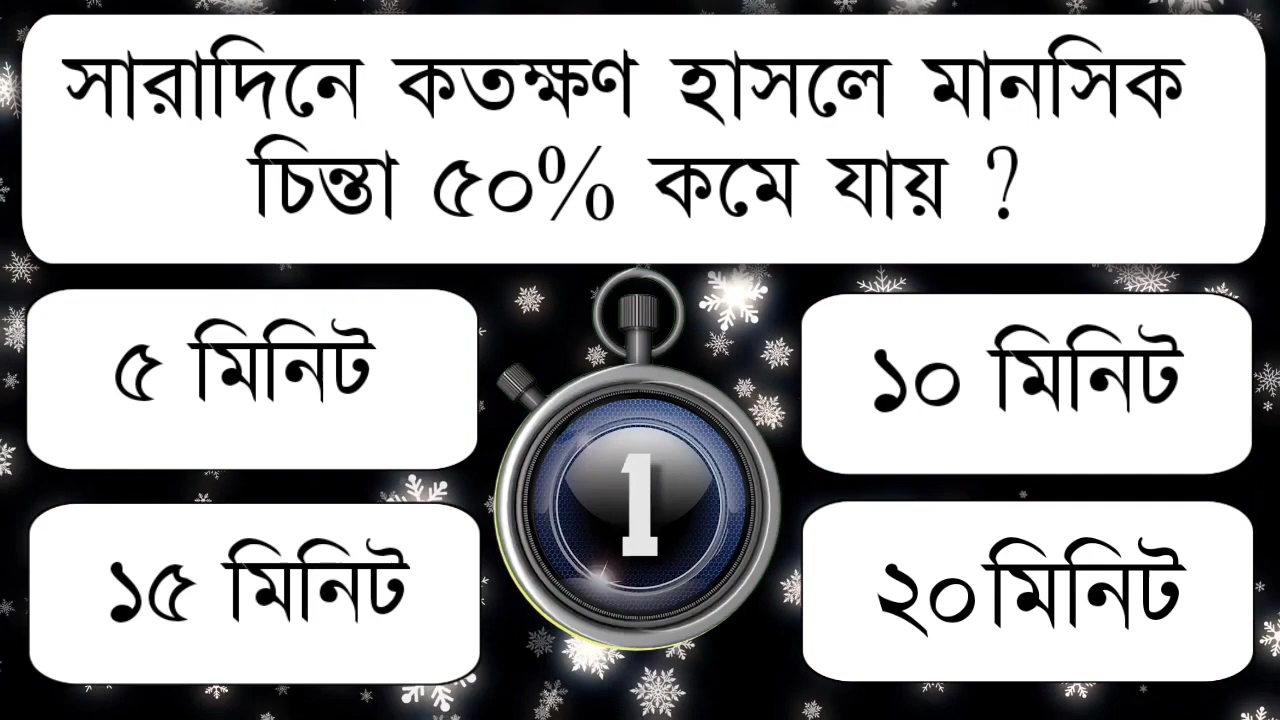 সারাদিনে কতক্ষণ হাসলে মানসিক
চিন্তা ৫০% কমে যায় ?
৫ মিনিট
১০ মিনিট
1
১৫ মিনিট
২০মিনিট